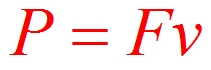 P = Fv